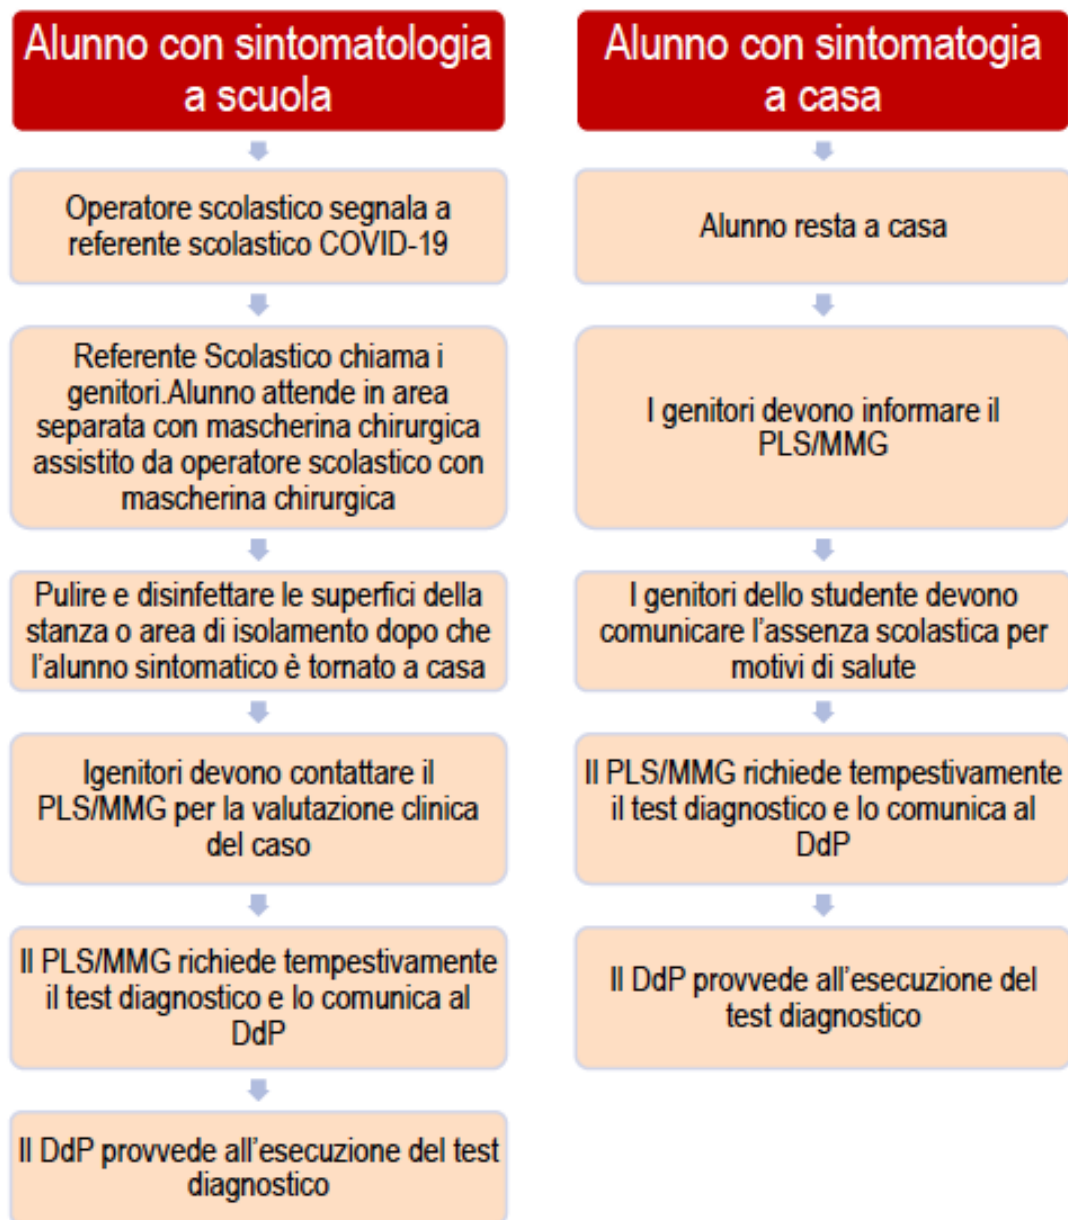 Alunno con sintomatologia
a scuola
Operatore scolastico segnala a
referente scolastico COVID-19
Referente Scolastico chiama i
genitori.Alunno attende in area
separata con mascherina chirurgica
assistito da operatore scolastico con
mascherina chirurgica
Pulire e disinfettare le superfici della
stanza o area di isolamento dopo che
l'alunno sintomatico è tornato a casa
Igenitori devono contattare il
PLS/MMG per la valutazione clinica
del caso
Il PLS/MMG richiede tempestivamente
il test diagnostico e lo comunica al
DdP
Il DdP provvede all'esecuzione del test
diagnostico
Alunno con sintomatogia
a casa
Alunno resta a casa
I genitori devono informare il
PLS/MMG
I genitori dello studente devono
comunicare l'assenza scolastica per
motivi di salute
Il PLS/MMG richiede tempestivamente
il test diagnostico e lo comunica al
DdP
Il DdP provvede all'esecuzione del
test diagnostico